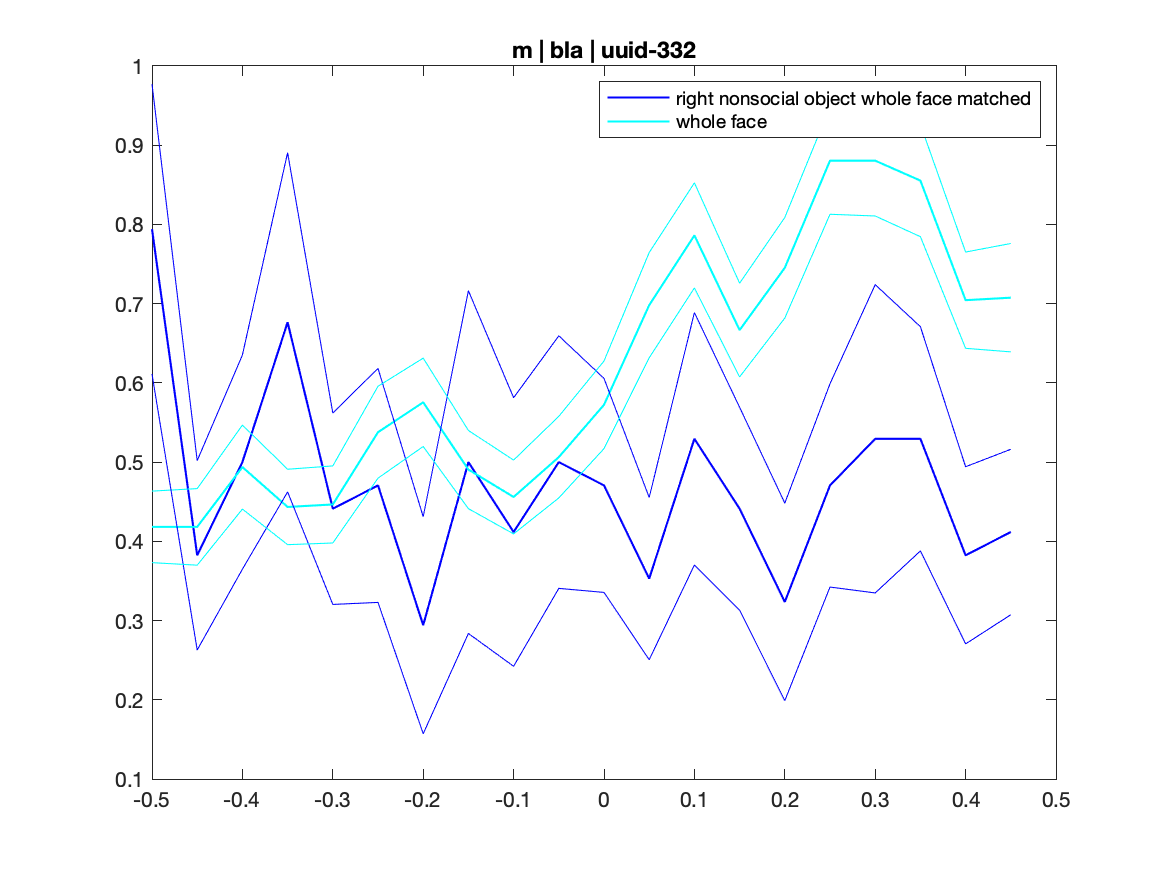 m | bla | uuid-332
right nonsocial object whole face matched
whole face
1
0.9
0.8
0.7
0.6
0.5
0.4
0.3
0.2
0.1
-0.5 -0.4 -0.3 -0.2 -0.1 0 0.1 0.2 0.3 0.4 0.5